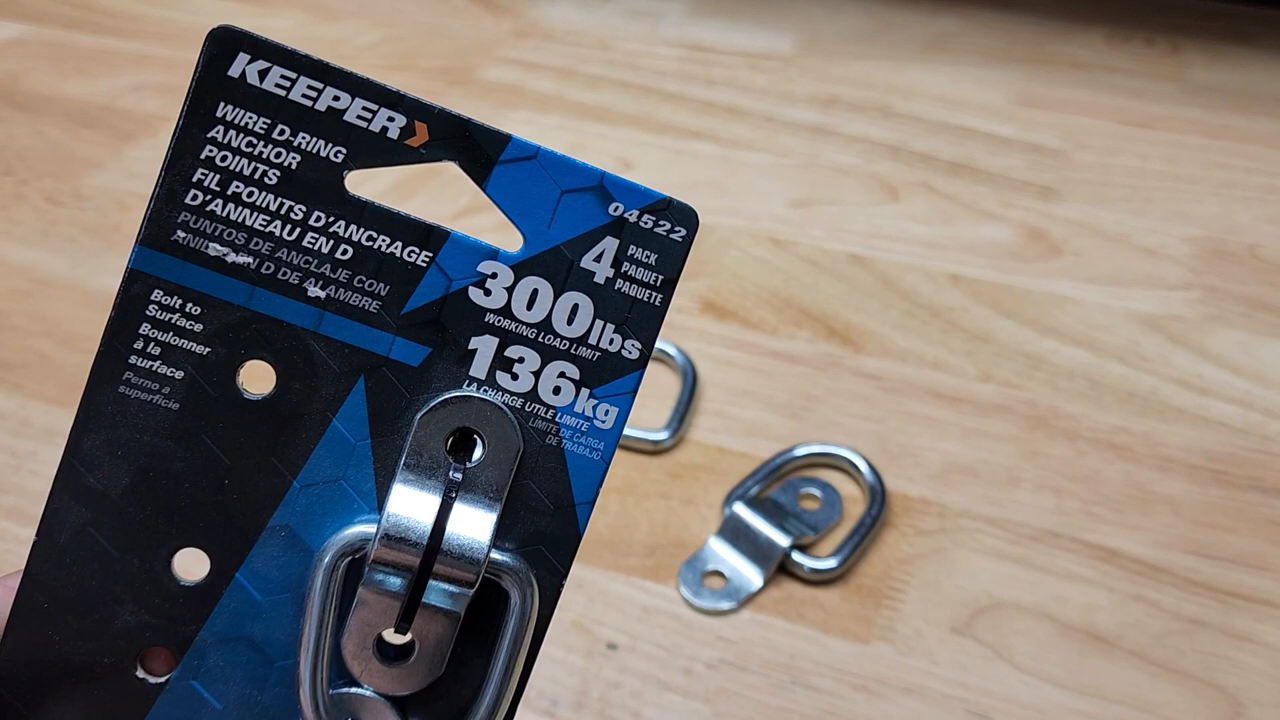 KEEPER
WIRE D-RING
ANCHOR
POINTS
FIL POINTS D'ANCRAGE
D'ANNEAU EN D
PUNTOS DE ANCLAJE CON
EN D DE ALAMBRE
Bolt to
Surface
Boulonner
à la
surface
Perno a
superficie
04522
4 PACK
PAQUET
PAQUETE
300lbs
WORKING LOAD LIMIT
136kg
LA CHARGE UTILE LIMITE
LIMITE DE CARGA
DE TRABAJO